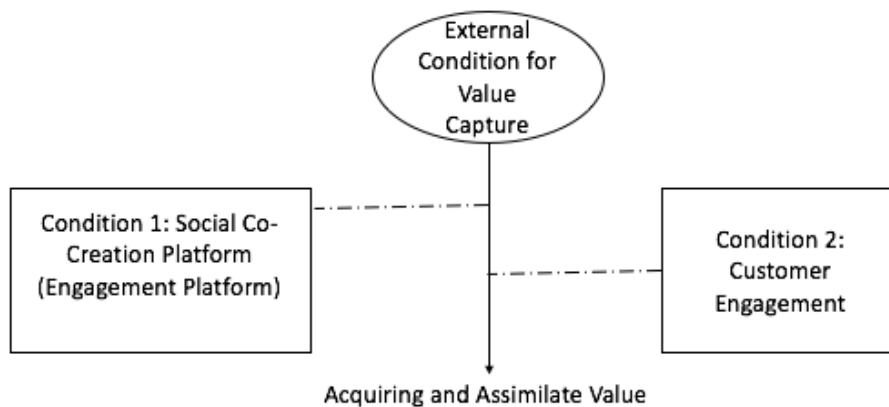 External
Condition for
Value
Capture
Condition 1: Social Co-
Creation Platform
(Engagement Platform)
Condition 2:
Customer
Engagement
Acquiring and Assimilate Value